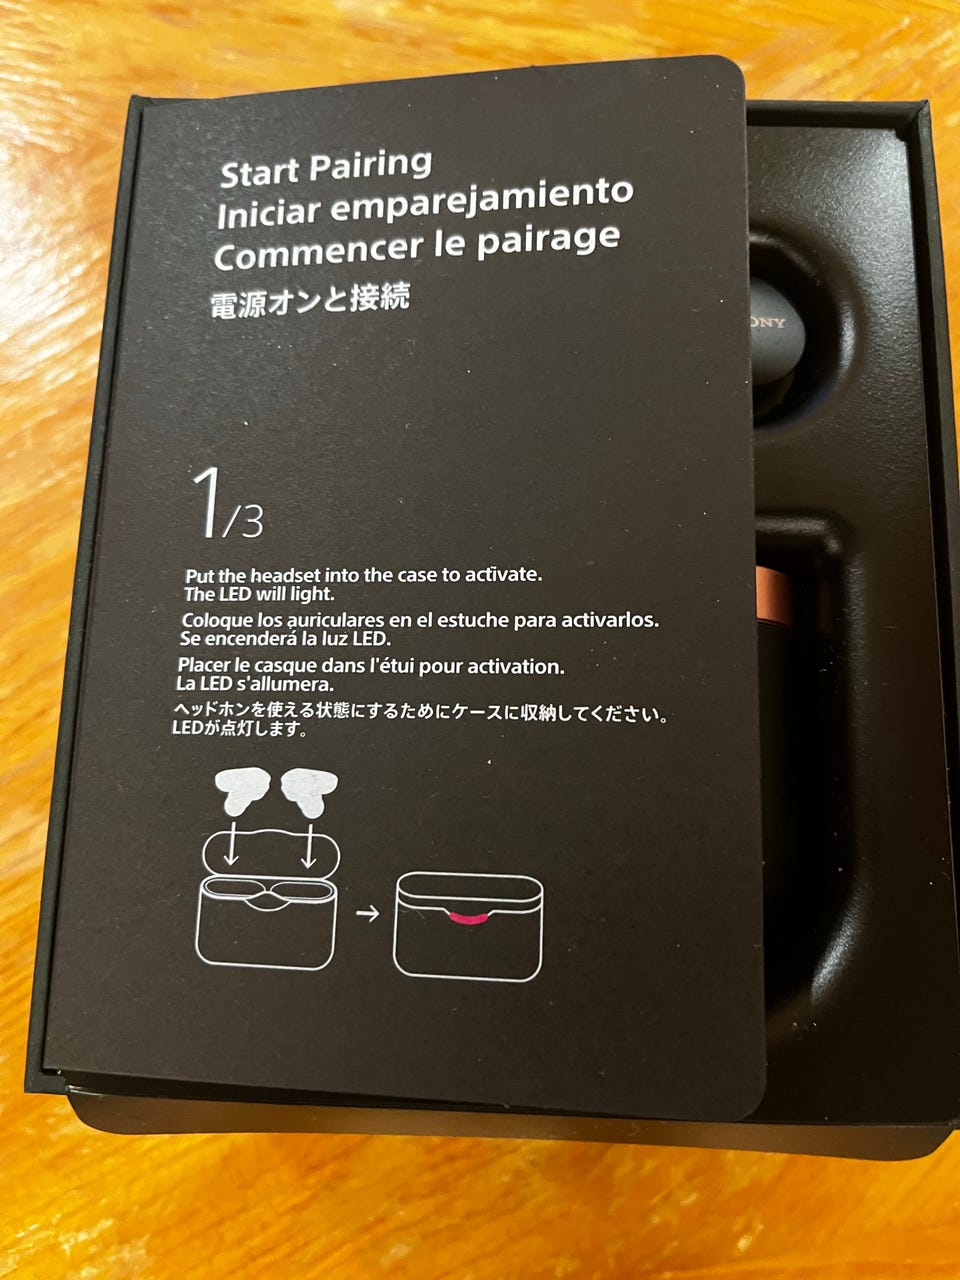 Start Pairing
Iniciar emparejamiento
Commencer le pairage
電源オンと接続
ONY
1/3
Put the headset into the case to activate.
The LED will light.
Coloque los auriculares en el estuche para activarlos.
Se encenderá la luz LED.
Placer le casque dans l'étui pour activation.
La LED s'allumera.
ヘッドホンを使える状態にするためにケースに収納してください。
LEDが点灯します。